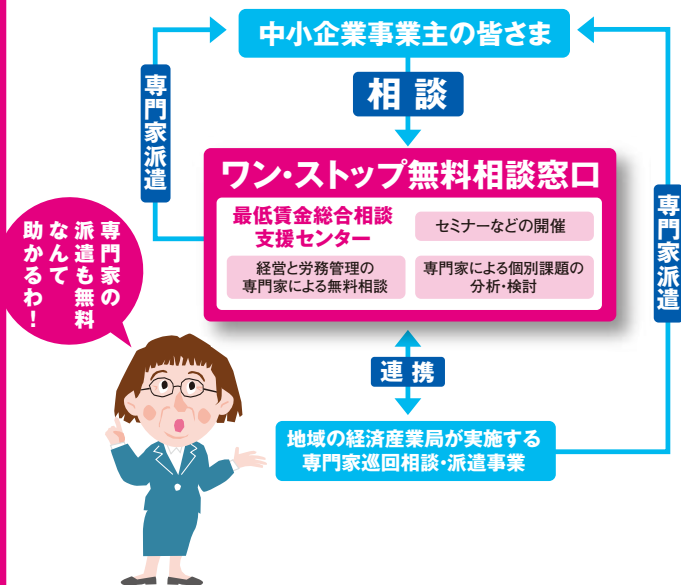 中小企業事業主の皆さま
相談
専門家派遣
ワン・ストップ無料相談窓口
最低賃金総合相談
支援センター
セミナーなどの開催
経営と労務管理の
専門家による無料相談
専門家による個別課題の
分析・検討
専門家派遣
専門家の
派遣も無料
なんて
助かるわ！
連携
地域の経済産業局が実施する
専門家巡回相談・派遣事業